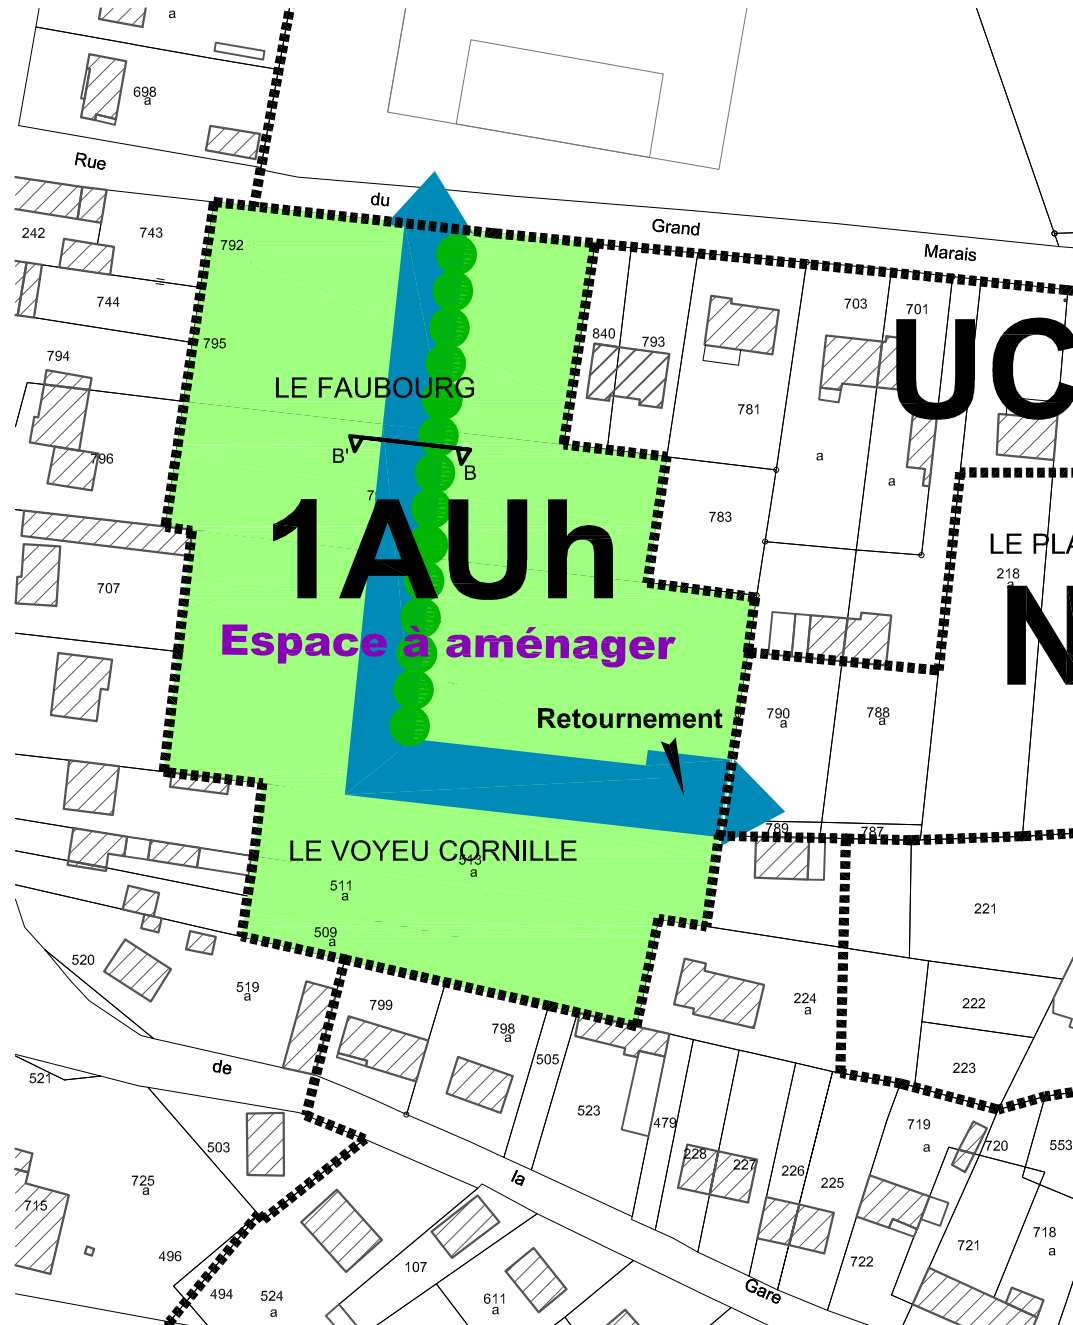 a
698
a
Rue
du
Grand
Marais
242
743
792
744
795
794
796
840
793
703
701
UC
781
a
a
LE FAUBOURG
B'
B
783
1AUh
Espace à aménager
LE PLA
218
a
N
707
Retournement
790
a
788
a
789
787
LE VOYEU CORNILLE
513
a
511
a
509
a
221
520
519
a
799
798
a
505
224
a
222
223
de
521
523
479
503
719
a
720
553
la
228
227
226
225
725
a
715
496
494
524
a
107
611
a
722
721
718
a
Gare